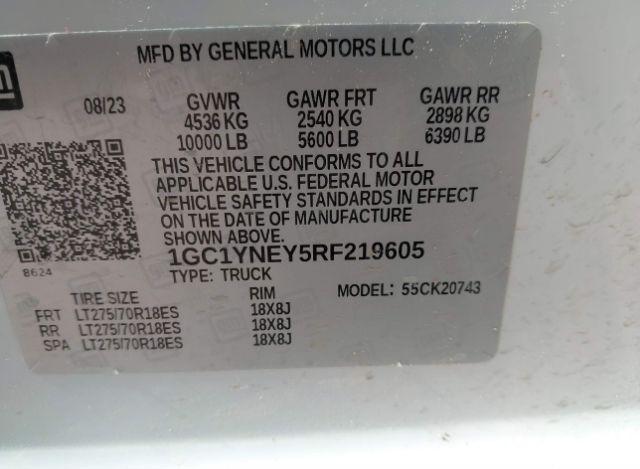 GM
MFD BY GENERAL MOTORS LLC
08/23 GVWR GAWR FRT GAWR RR
4536 KG 2540 KG 2898 KG
10000 LB 5600 LB 6390 LB
THIS VEHICLE CONFORMS TO ALL
APPLICABLE U.S. FEDERAL MOTOR
VEHICLE SAFETY STANDARDS IN EFFECT
ON THE DATE OF MANUFACTURE
SHOWN ABOVE.
8624
1GC1YNEY5RF219605
TYPE: TRUCK MODEL: 55CK20743
TIRE SIZE RIM
FRT LT275/70R18ES 18X8J
RR LT275/70R18ES 18X8J
SPA LT275/70R18ES 18X8J